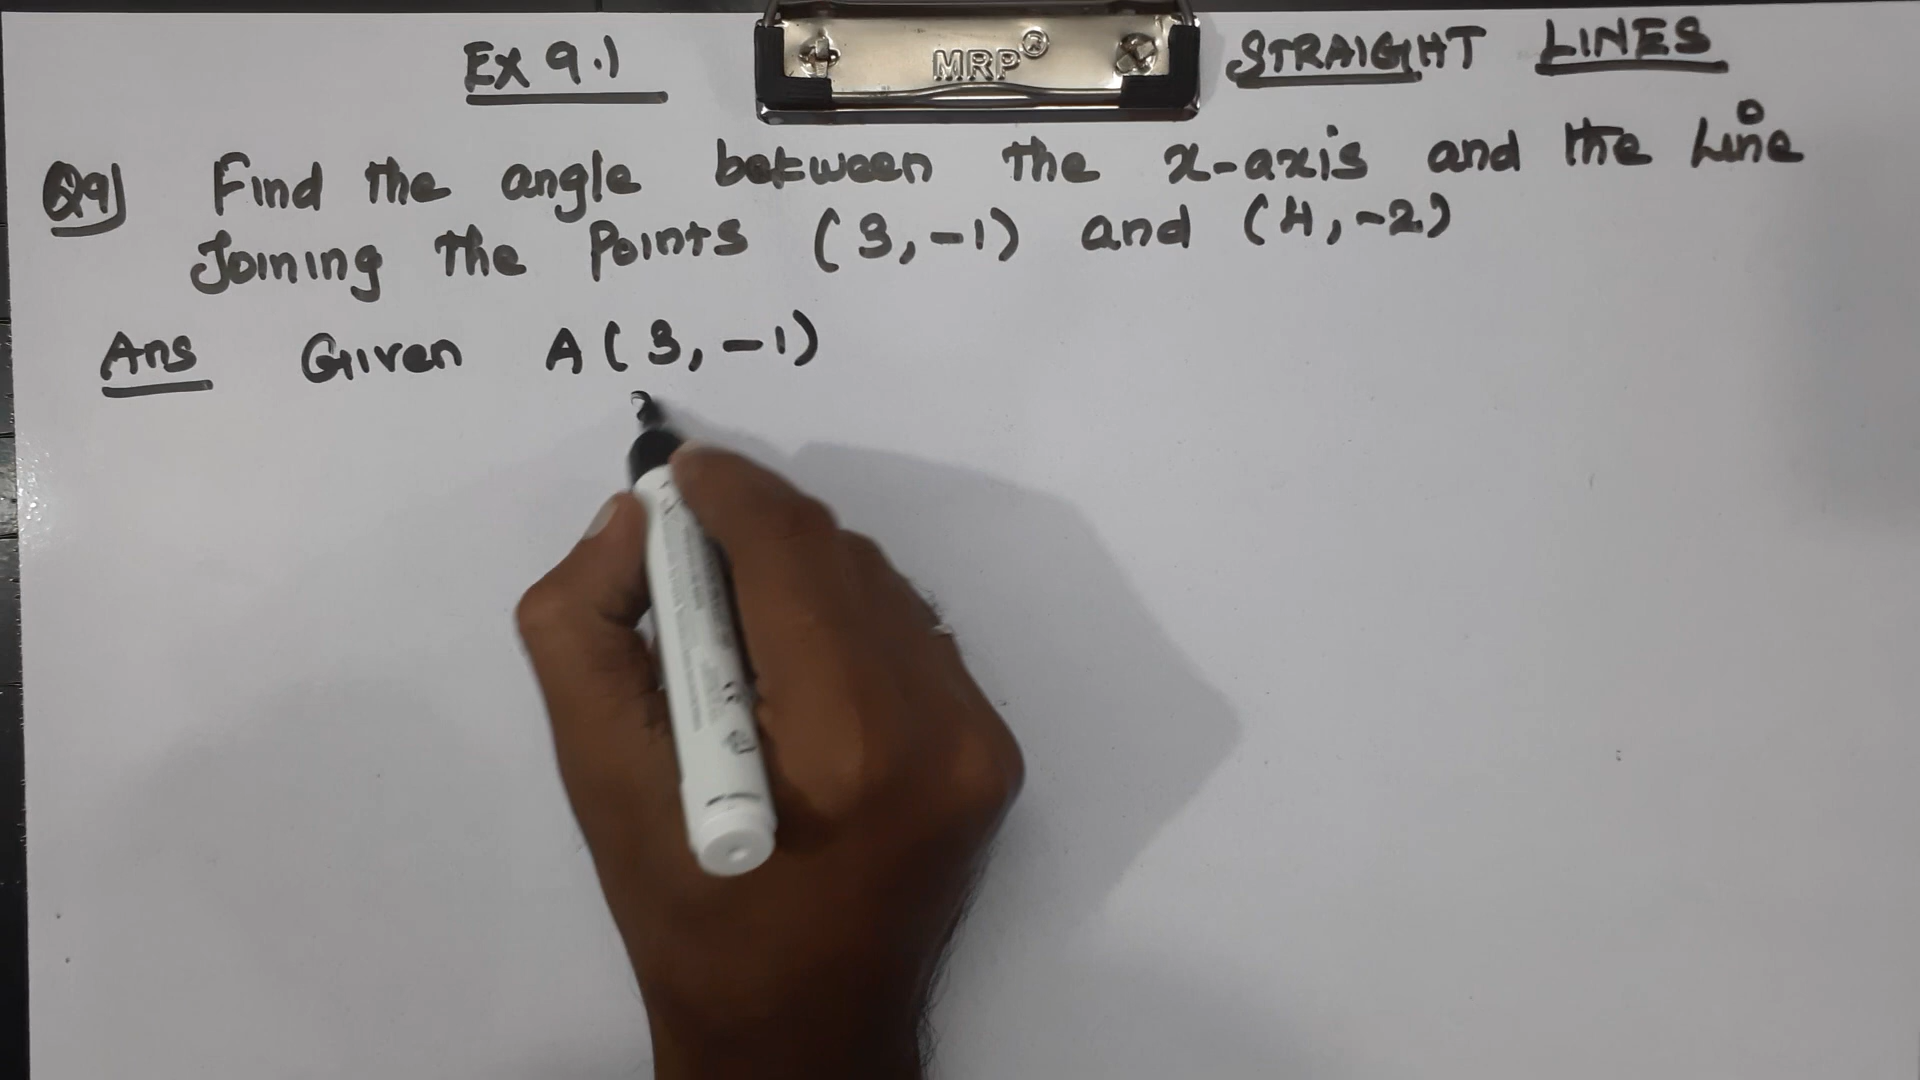 Ex 9.1
MRP®
STRAIGHT LINES
Q9) Find the angle between the x-axis and the Line
Joining the Points (3,-1) and (4,-2)
Ans Given A(3,-1)